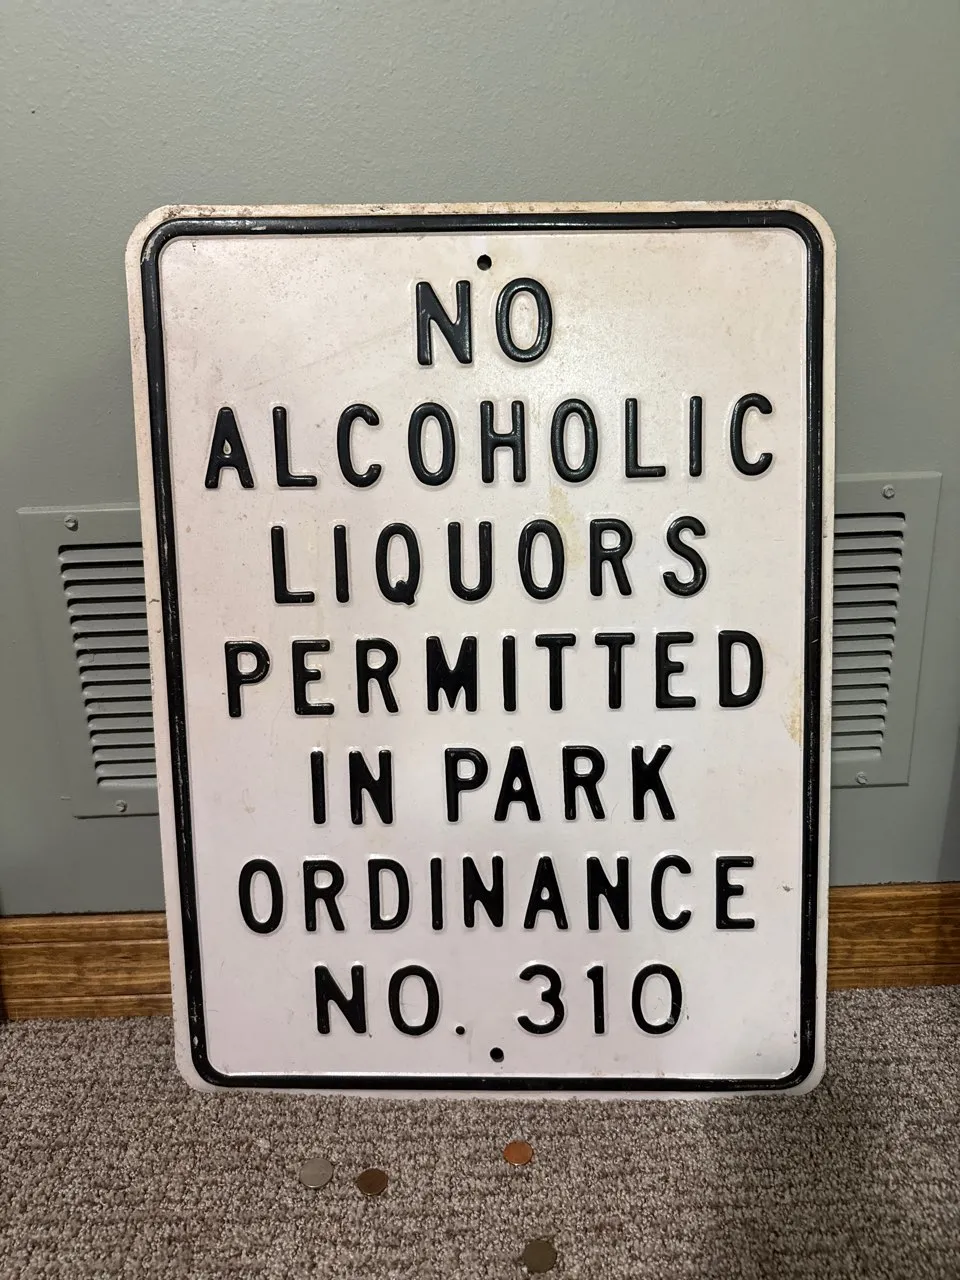 NO
ALCOHOLIC
LIQUORS
PERMITTED
IN PARK
ORDINANCE
NO. 310